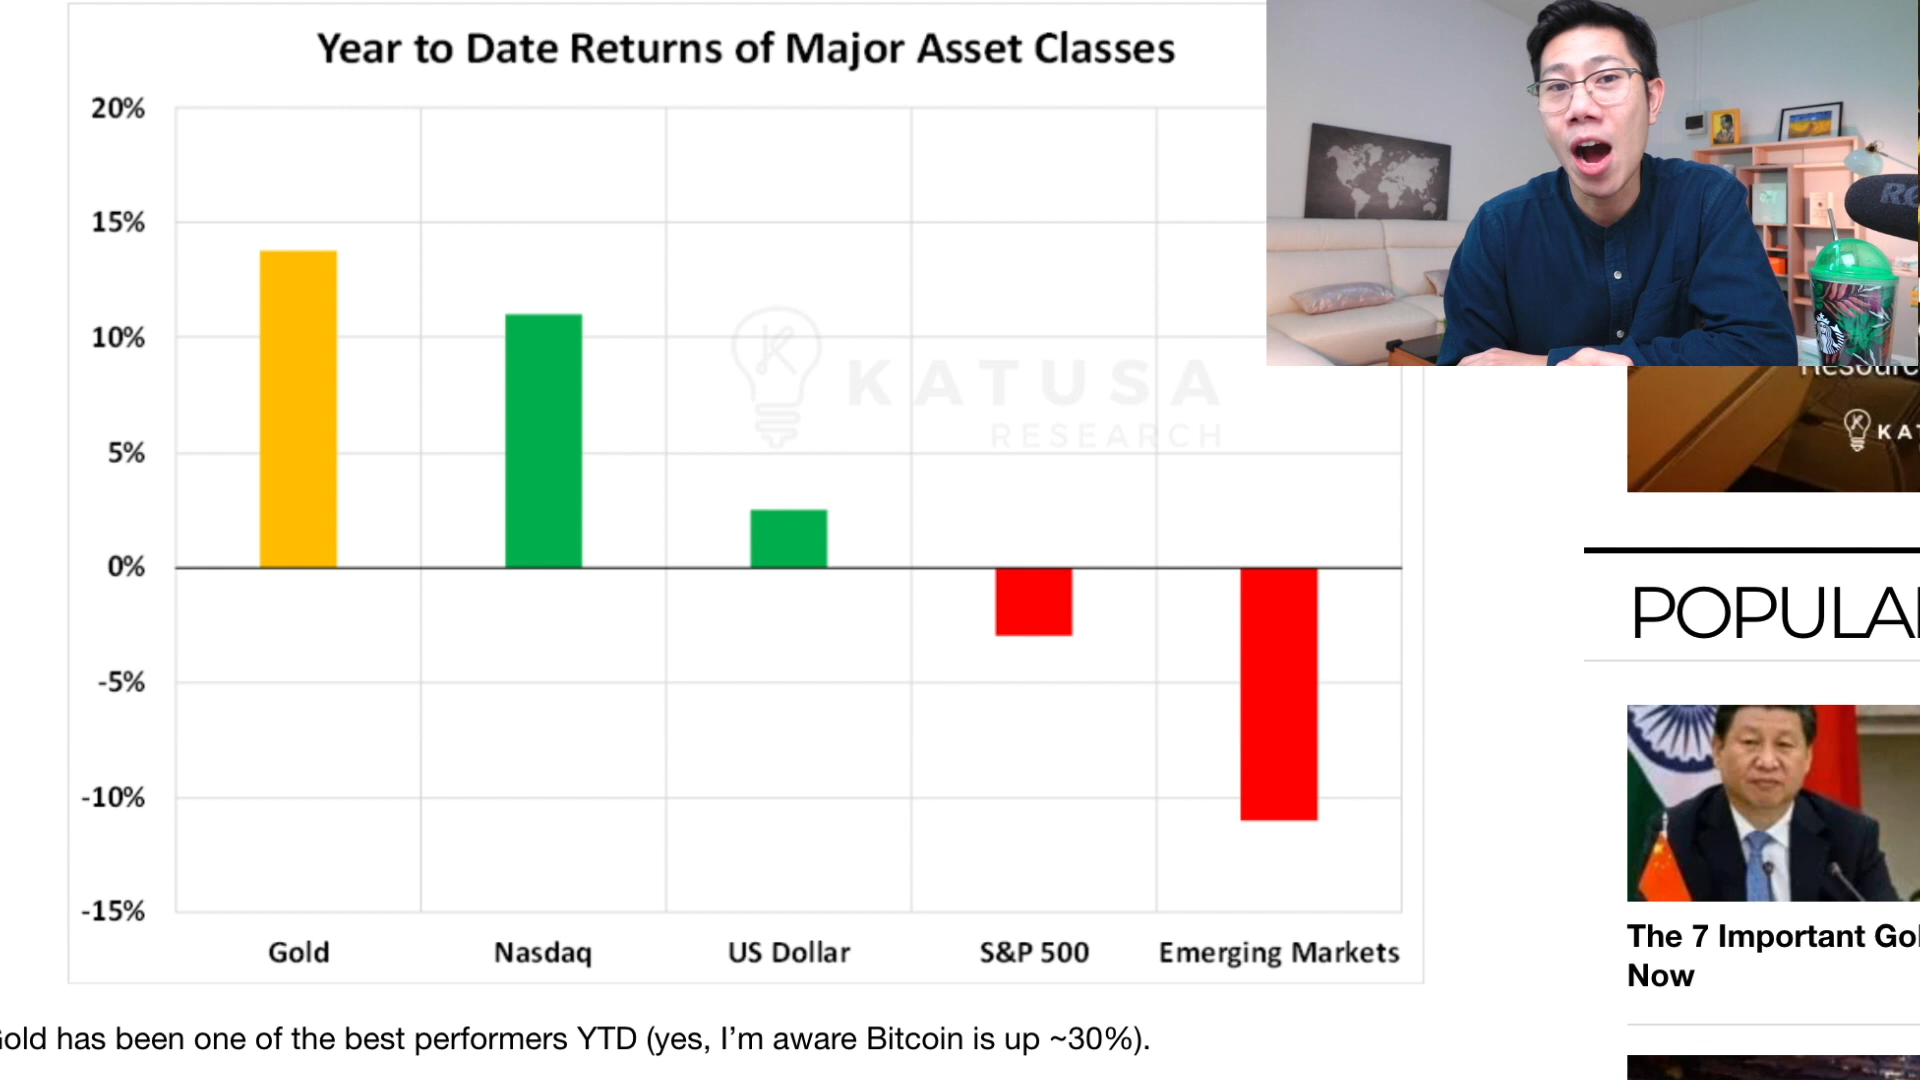 Year to Date Returns of Major Asset Classes
20%
15%
10%
5%
0%
-5%
-10%
-15%
KATUSA
RESEARCH
Gold
Nasdaq
US Dollar
S&P 500
Emerging Markets
Gold has been one of the best performers YTD (yes, I'm aware Bitcoin is up ~30%).
POPULA
The 7 Important Go
Now